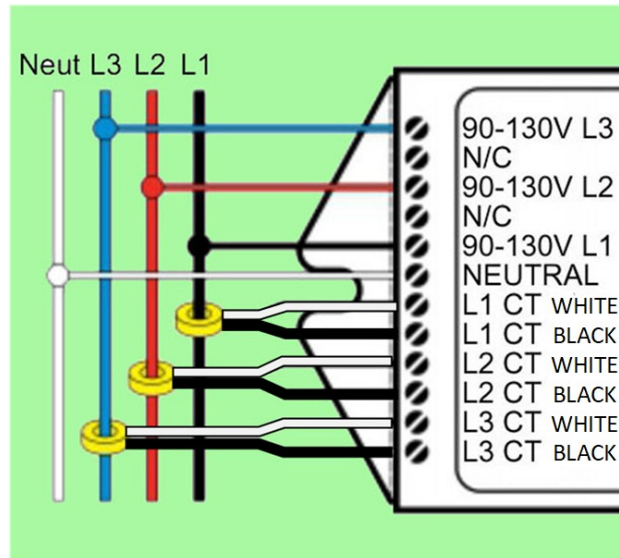 Neut L3 L2 L1
90-130V L3
N/C
90-130V L2
N/C
90-130V L1
NEUTRAL
L1 CT WHITE
L1 CT BLACK
L2 CT WHITE
L2 CT BLACK
L3 CT WHITE
L3 CT BLACK